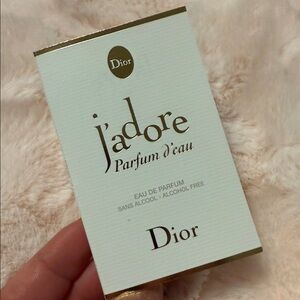 Dior
j'adore
Parfum d'eau
EAU DE PARFUM
SANS ALCOOL - ALCOHOL FREE
Dior